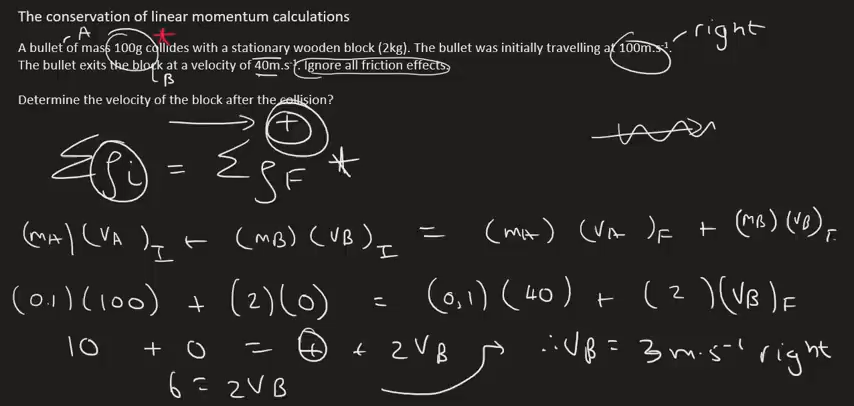 The conservation of linear momentum calculations
A
right
A bullet of mass 100g collides with a stationary wooden block (2kg). The bullet was initially travelling at 100m.s⁻¹.
The bullet exits the block at a velocity of 40m.s⁻¹. Ignore all friction effects.
B
Determine the velocity of the block after the collision?
+
Σρi = ΣρF *
(mA)(VA)I + (mB)(VB)I = (mA)(VA)F + (mB)(VB)F
(0.1)(100) + (2)(0) = (0,1)(40) + (2)(VB)F
10 + 0 = 4 + 2VB ∴VB = 3m.s⁻¹ right
6 = 2VB